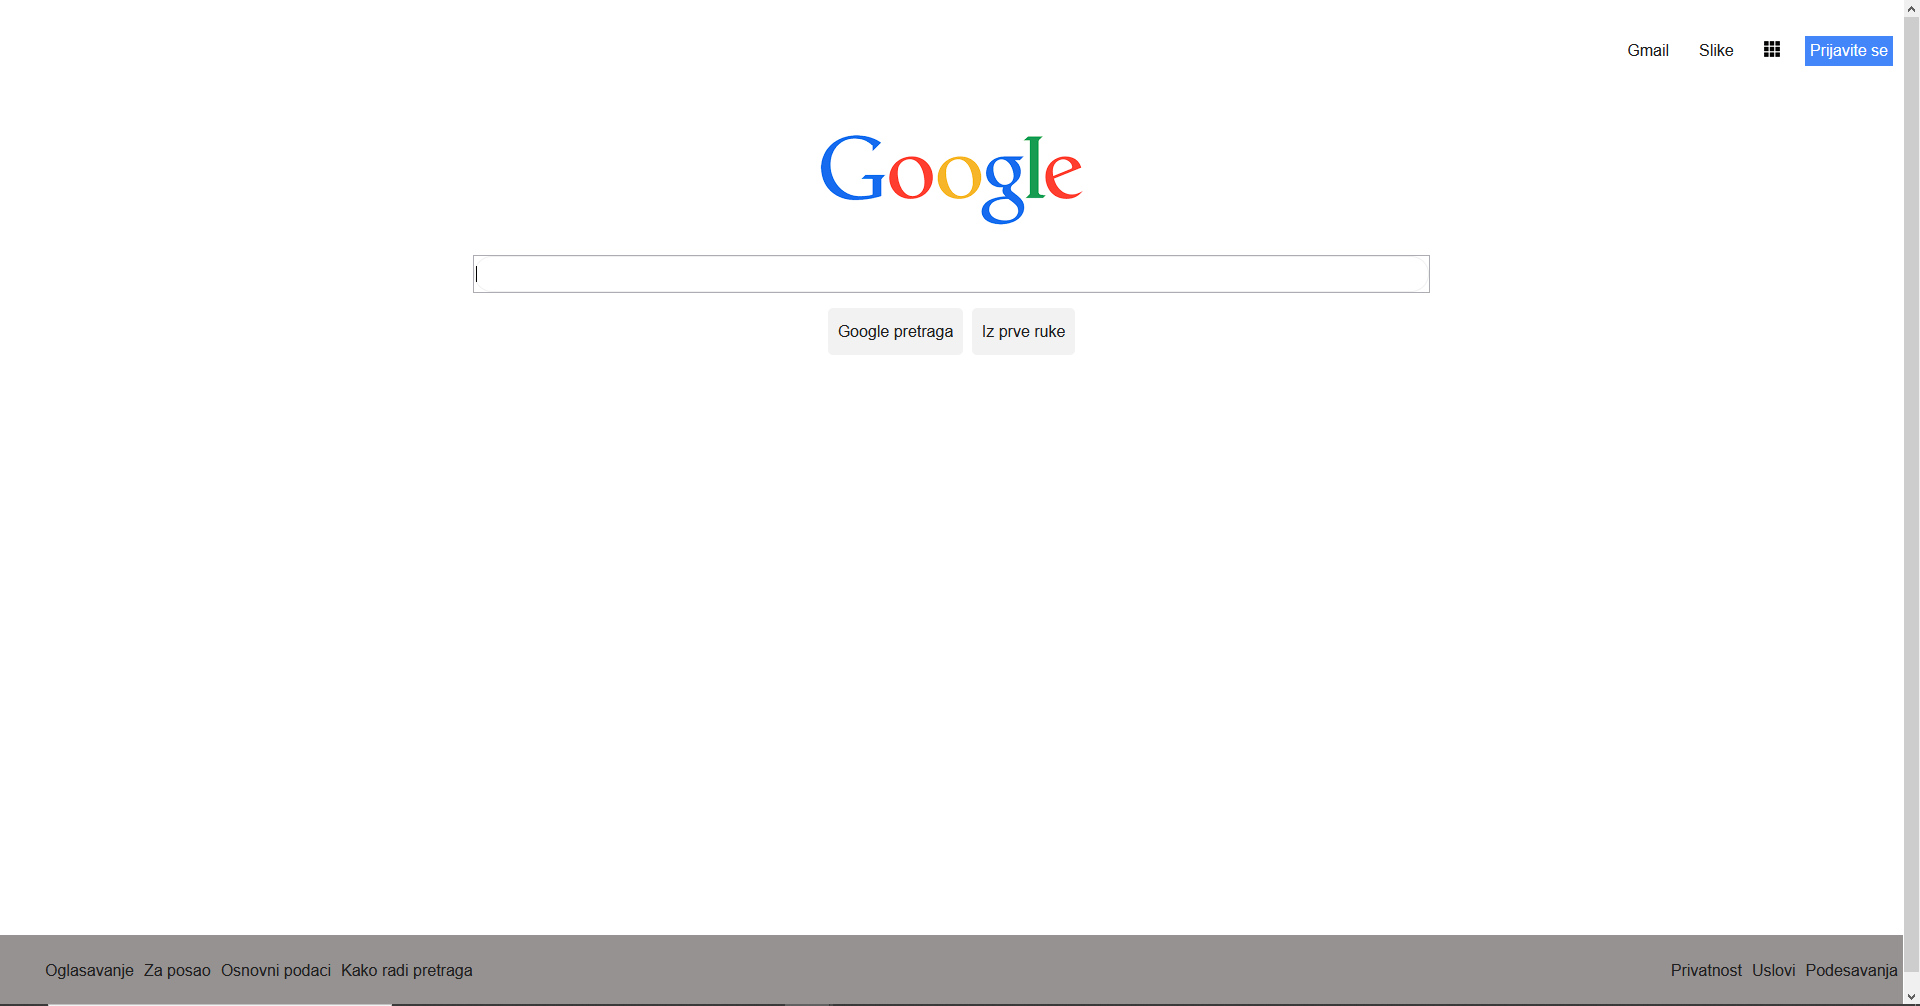 Gmail Slike Prijavite se
Google
Google pretraga Iz prve ruke
Oglasavanje Za posao Osnovni podaci Kako radi pretraga Privatnost Uslovi Podesavanja